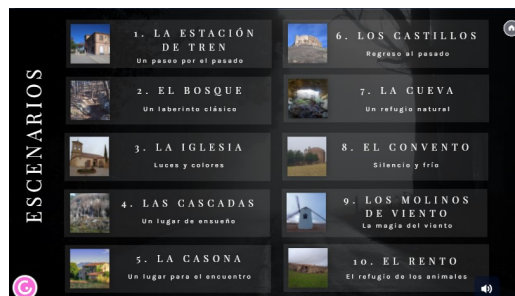 ESCENARIOS
1. LA ESTACIÓN
DE TREN
Un paseo por el pasado
2. EL BOSQUE
Un laberinto clásico
3. LA IGLESIA
Luces y colores
4. LAS CASCADAS
Un lugar de ensueño
5. LA CASONA
Un lugar para el encuentro
6. LOS CASTILLOS
Regreso al pasado
7. LA CUEVA
Un refugio natural
8. EL CONVENTO
Silencio y frío
9. LOS MOLINOS
DE VIENTO
La magia del viento
10. EL RENTO
El refugio de los animales